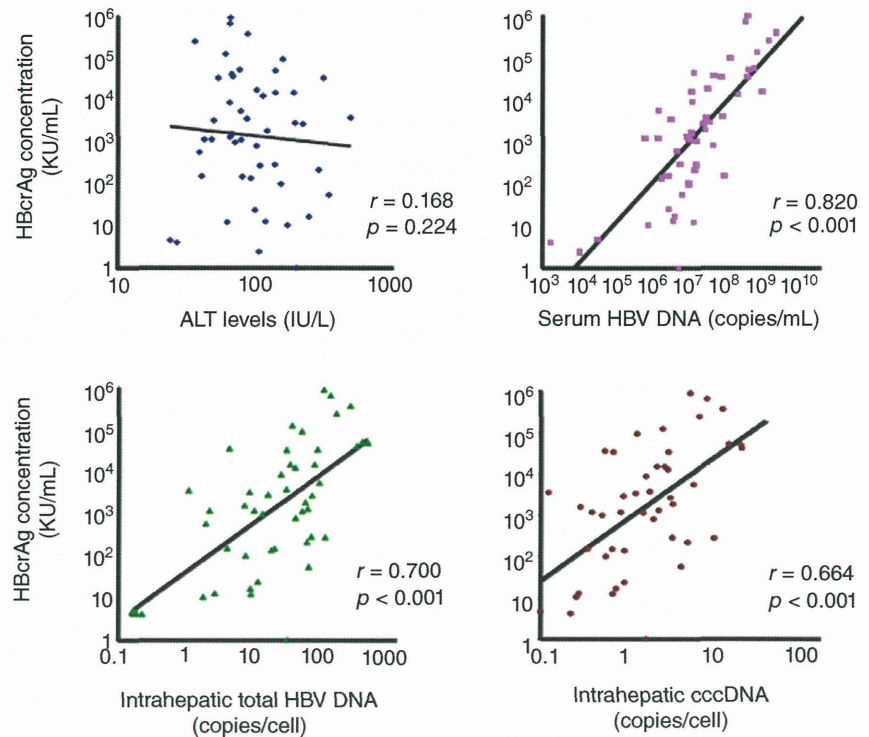 HBcrAg concentration
(KU/mL)
10⁶
10⁵
10⁴
10³
10²
10
1
10
100
1000
ALT levels (IU/L)
r = 0.168
p = 0.224
10⁶
10⁵
10⁴
10³
10²
10
1
10³ 10⁴ 10⁵ 10⁶ 10⁷ 10⁸ 10⁹ 10¹⁰
Serum HBV DNA (copies/mL)
r = 0.820
p < 0.001
HBcrAg concentration
(KU/mL)
10⁶
10⁵
10⁴
10³
10²
10
1
0.1 1 10 100 1000
Intrahepatic total HBV DNA
(copies/cell)
r = 0.700
p < 0.001
10⁶
10⁵
10⁴
10³
10²
10
1
0.1 1 10 100
Intrahepatic cccDNA
(copies/cell)
r = 0.664
p < 0.001